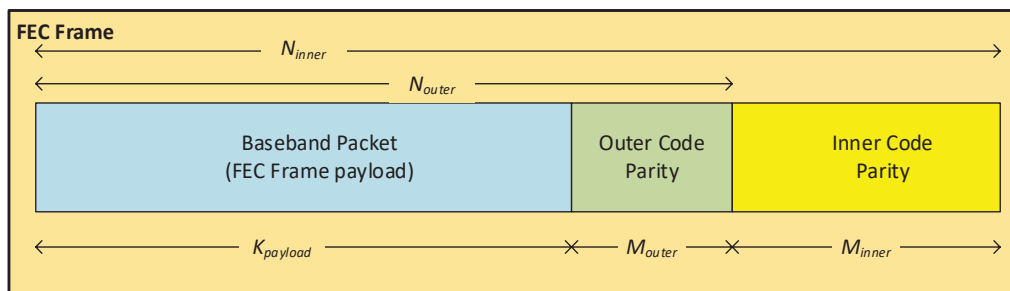 FEC Frame
N_inner
N_outer
Baseband Packet
(FEC Frame payload)
Outer Code
Parity
Inner Code
Parity
K_payload
M_outer
M_inner